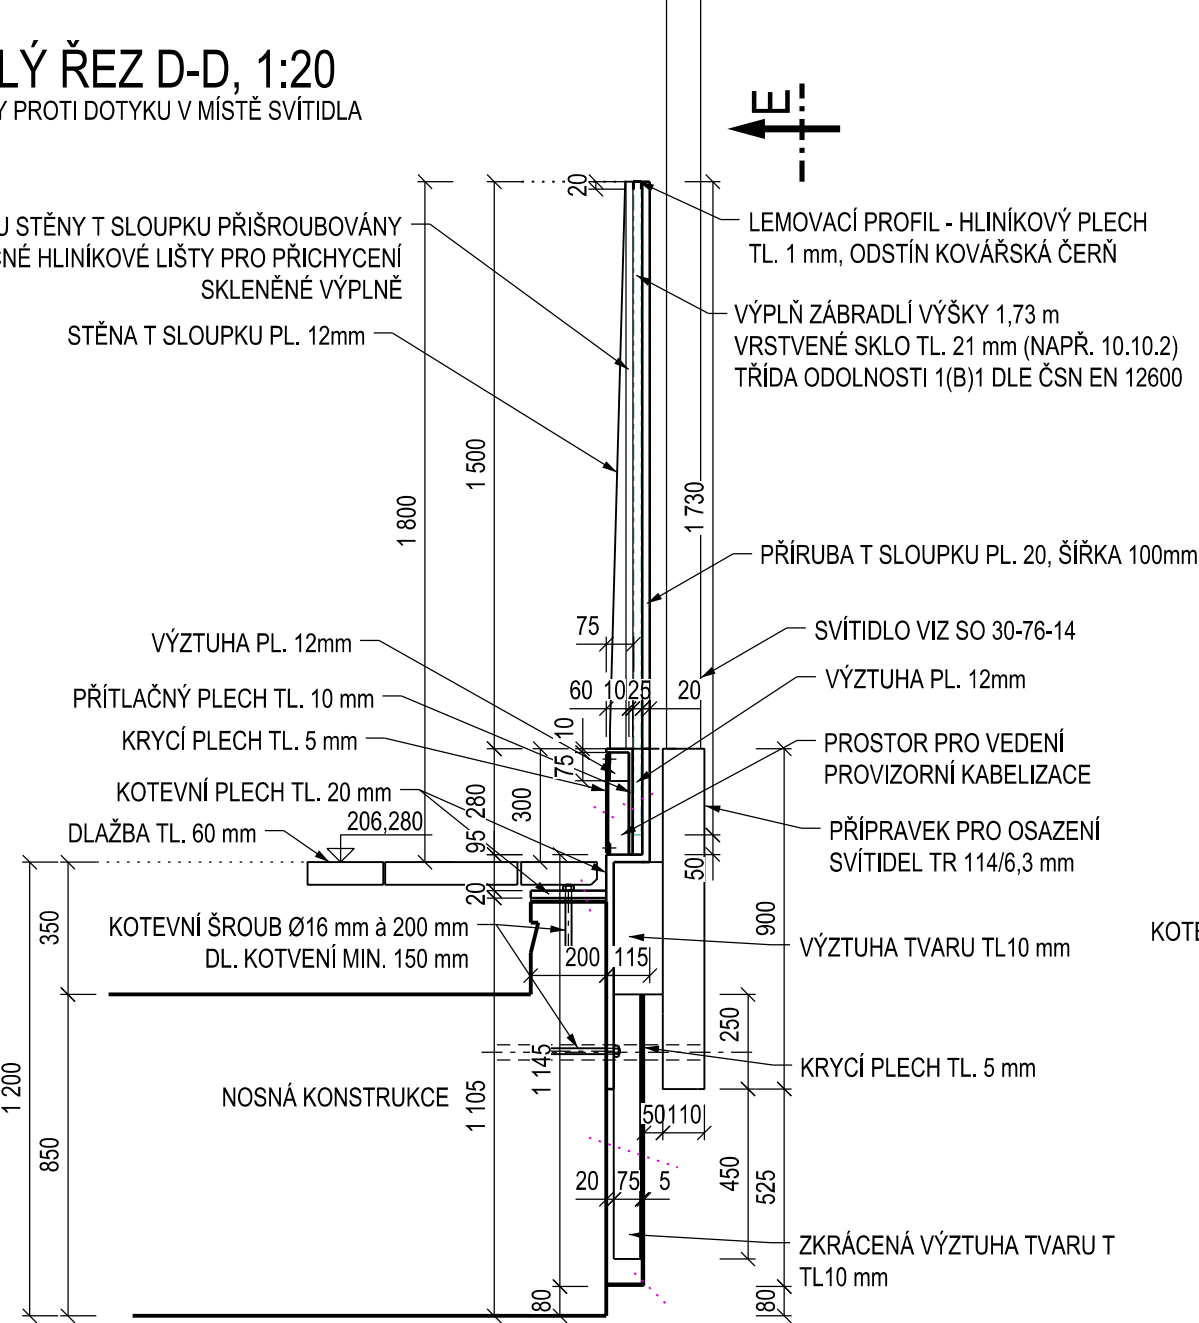 LÝ ŘEZ D-D, 1:20
Y PROTI DOTYKU V MÍSTĚ SVÍTIDLA
E
U STĚNY T SLOUPKU PŘIŠROUBOVÁNY
ČNÉ HLINÍKOVÉ LIŠTY PRO PŘICHYCENÍ
SKLENĚNÉ VÝPLNĚ
STĚNA T SLOUPKU PL. 12mm
20
LEMOVACÍ PROFIL - HLINÍKOVÝ PLECH
TL. 1 mm, ODSTÍN KOVÁŘSKÁ ČERŇ
VÝPLŇ ZÁBRADLÍ VÝŠKY 1,73 m
VRSTVENÉ SKLO TL. 21 mm (NAPŘ. 10.10.2)
TŘÍDA ODOLNOSTI 1(B)1 DLE ČSN EN 12600
1 800
1 500
1 730
PŘÍRUBA T SLOUPKU PL. 20, ŠÍŘKA 100mm
75
SVÍTIDLO VIZ SO 30-76-14
VÝZTUHA PL. 12mm
VÝZTUHA PL. 12mm
60 10 25 20
PŘÍTLAČNÝ PLECH TL. 10 mm
KRYCÍ PLECH TL. 5 mm
10
75
PROSTOR PRO VEDENÍ
PROVIZORNÍ KABELIZACE
KOTEVNÍ PLECH TL. 20 mm
280
300
DLAŽBA TL. 60 mm
206,280
95
PŘÍPRAVEK PRO OSAZENÍ
SVÍTIDEL TR 114/6,3 mm
50
20
350
900
KOTEVNÍ ŠROUB Ø16 mm à 200 mm
DL. KOTVENÍ MIN. 150 mm
200 115
VÝZTUHA TVARU TL10 mm
KOTE
250
1 200
NOSNÁ KONSTRUKCE
1 105
1 145
KRYCÍ PLECH TL. 5 mm
50 110
850
450
525
20 75 5
ZKRÁCENÁ VÝZTUHA TVARU T
TL10 mm
80
80